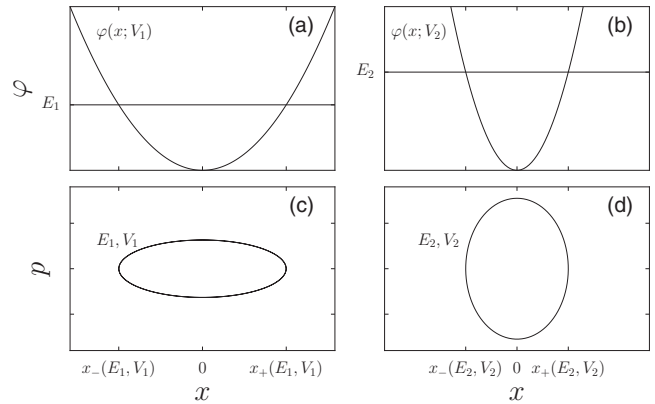 φ(x; V₁) (a)
φ(x; V₂) (b)
E₁
E₂
φ
(c)
(d)
E₁, V₁
E₂, V₂
p
x₋(E₁, V₁) 0 x₊(E₁, V₁)
x₋(E₂, V₂) 0 x₊(E₂, V₂)
x
x